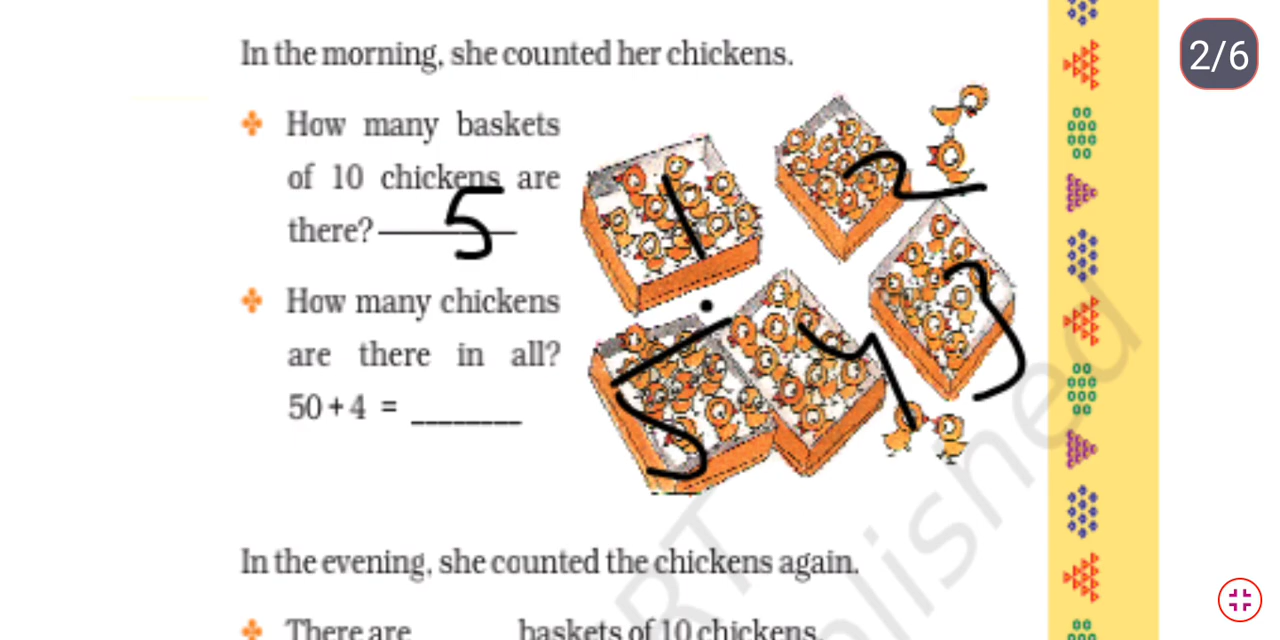 2/6
In the morning, she counted her chickens.
How many baskets
of 10 chickens are
there? 5
1
2
3
4
5
How many chickens
are there in all?
50+4 = ________
In the evening, she counted the chickens again.
There are baskets of 10 chickens.